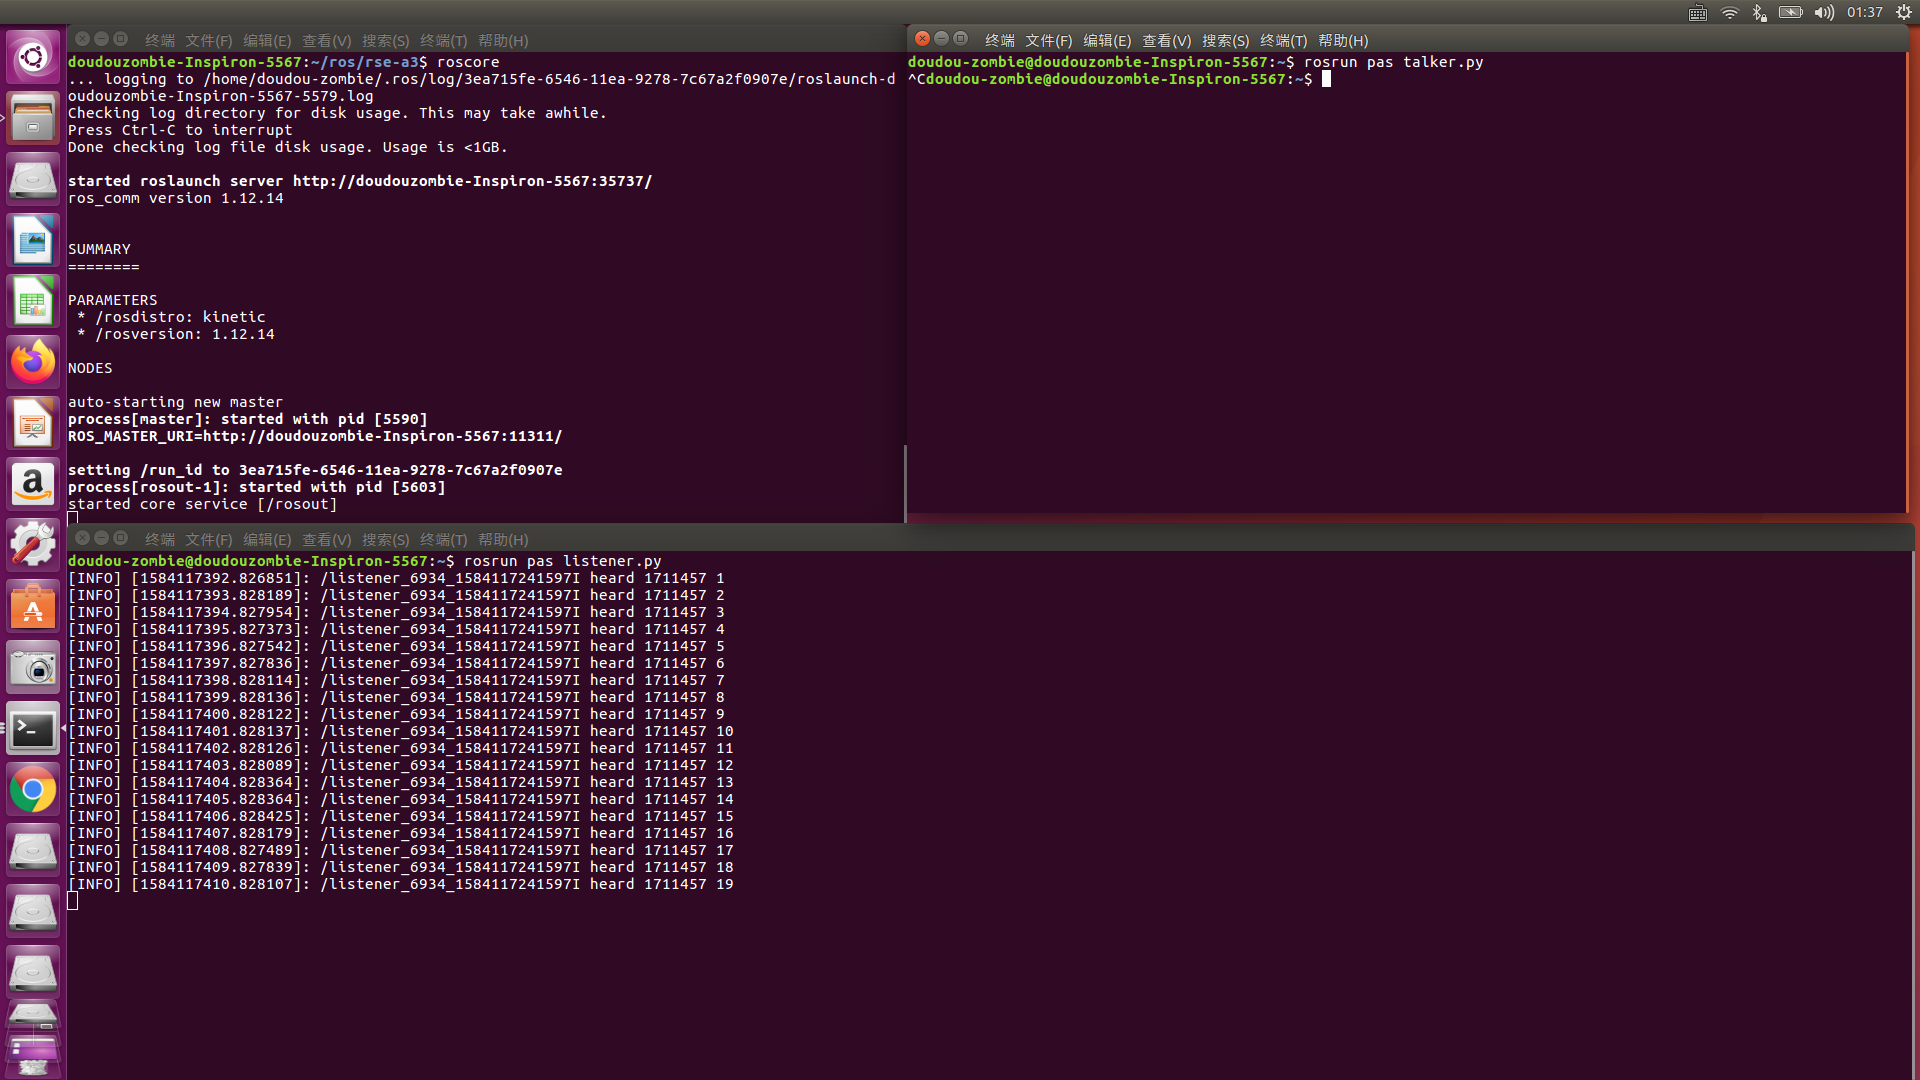 01:37
终端 文件(F) 编辑(E) 查看(V) 搜索(S) 终端(T) 帮助(H)
doudouzombie-Inspiron-5567:~/ros/rse-a3$ roscore
... logging to /home/doudou-zombie/.ros/log/3ea715fe-6546-11ea-9278-7c67a2f0907e/roslaunch-d
oudouzombie-Inspiron-5567-5579.log
Checking log directory for disk usage. This may take awhile.
Press Ctrl-C to interrupt
Done checking log file disk usage. Usage is <1GB.
started roslaunch server http://doudouzombie-Inspiron-5567:35737/
ros_comm version 1.12.14
SUMMARY
========
PARAMETERS
* /rosdistro: kinetic
* /rosversion: 1.12.14
NODES
auto-starting new master
process[master]: started with pid [5590]
ROS_MASTER_URI=http://doudouzombie-Inspiron-5567:11311/
setting /run_id to 3ea715fe-6546-11ea-9278-7c67a2f0907e
process[rosout-1]: started with pid [5603]
started core service [/rosout]
终端 文件(F) 编辑(E) 查看(V) 搜索(S) 终端(T) 帮助(H)
doudou-zombie@doudouzombie-Inspiron-5567:~$ rosrun pas talker.py
^Cdoudou-zombie@doudouzombie-Inspiron-5567:~$
终端 文件(F) 编辑(E) 查看(V) 搜索(S) 终端(T) 帮助(H)
doudou-zombie@doudouzombie-Inspiron-5567:~$ rosrun pas listener.py
[INFO] [1584117392.826851]: /listener_6934_1584117241597I heard 1711457 1
[INFO] [1584117393.828189]: /listener_6934_1584117241597I heard 1711457 2
[INFO] [1584117394.827954]: /listener_6934_1584117241597I heard 1711457 3
[INFO] [1584117395.827373]: /listener_6934_1584117241597I heard 1711457 4
[INFO] [1584117396.827542]: /listener_6934_1584117241597I heard 1711457 5
[INFO] [1584117397.827836]: /listener_6934_1584117241597I heard 1711457 6
[INFO] [1584117398.828114]: /listener_6934_1584117241597I heard 1711457 7
[INFO] [1584117399.828136]: /listener_6934_1584117241597I heard 1711457 8
[INFO] [1584117400.828122]: /listener_6934_1584117241597I heard 1711457 9
[INFO] [1584117401.828137]: /listener_6934_1584117241597I heard 1711457 10
[INFO] [1584117402.828126]: /listener_6934_1584117241597I heard 1711457 11
[INFO] [1584117403.828089]: /listener_6934_1584117241597I heard 1711457 12
[INFO] [1584117404.828364]: /listener_6934_1584117241597I heard 1711457 13
[INFO] [1584117405.828364]: /listener_6934_1584117241597I heard 1711457 14
[INFO] [1584117406.828425]: /listener_6934_1584117241597I heard 1711457 15
[INFO] [1584117407.828179]: /listener_6934_1584117241597I heard 1711457 16
[INFO] [1584117408.827489]: /listener_6934_1584117241597I heard 1711457 17
[INFO] [1584117409.827839]: /listener_6934_1584117241597I heard 1711457 18
[INFO] [1584117410.828107]: /listener_6934_1584117241597I heard 1711457 19